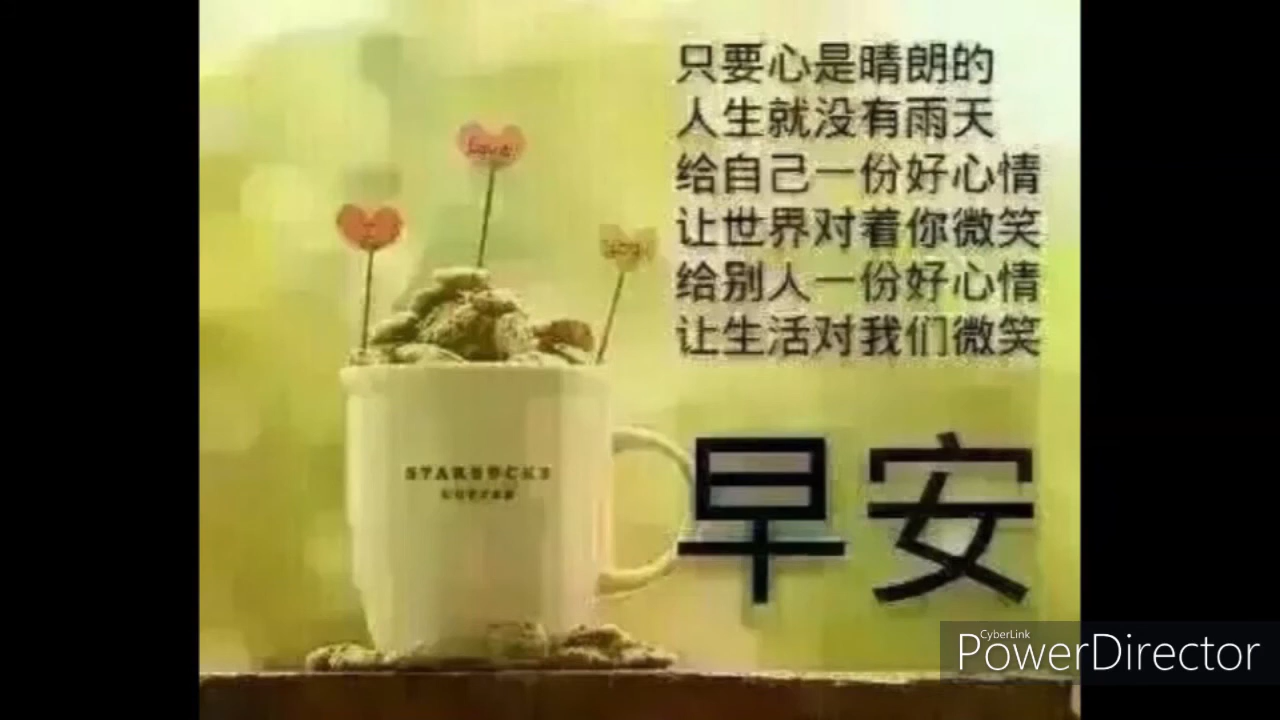 只要心是晴朗的
人生就没有雨天
给自己一份好心情
让世界对着你微笑
给别人一份好心情
让生活对我们微笑
早安
I
Love
STARBUCKS
CyberLink
PowerDirector